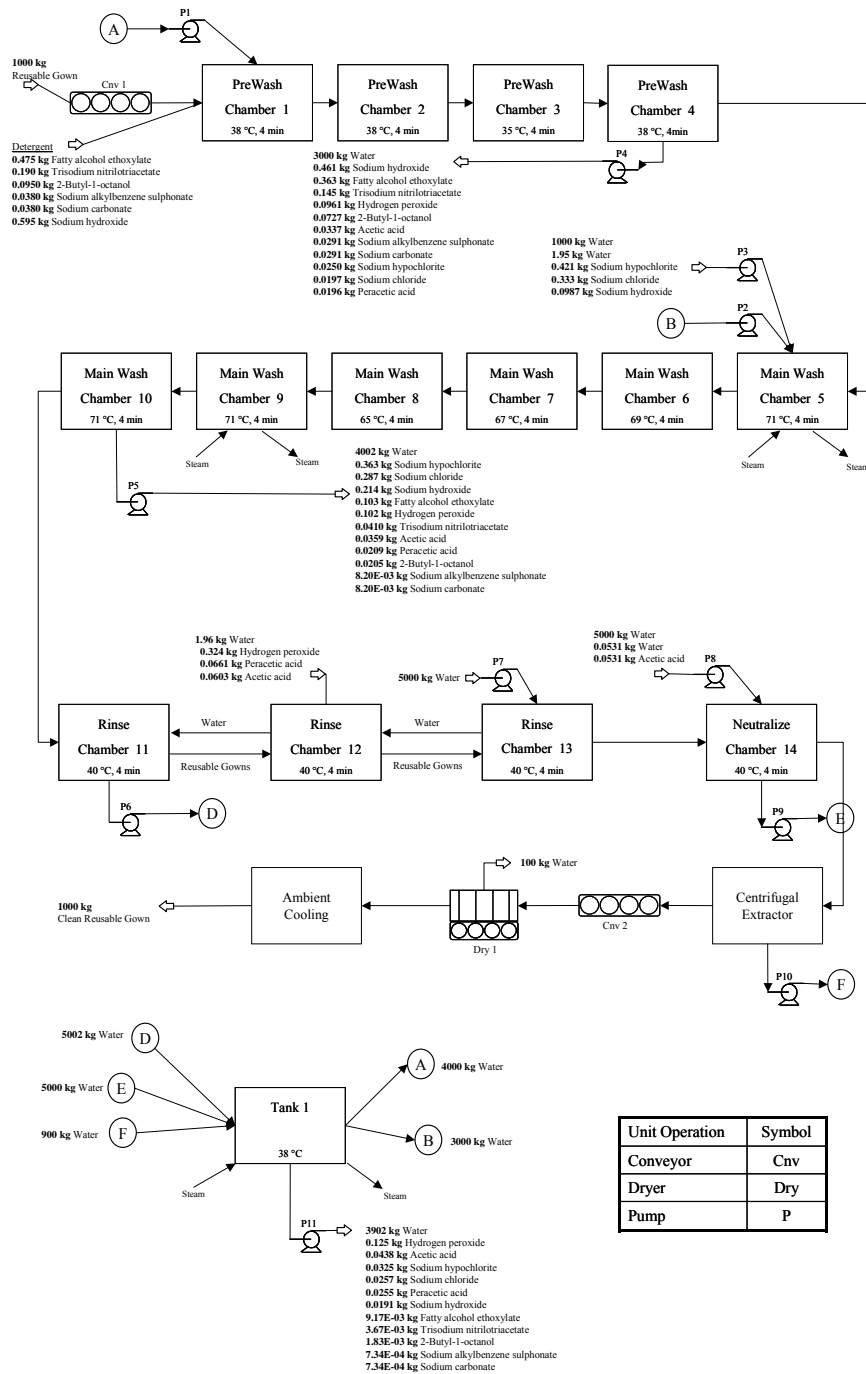 A
P1
1000 kg
Reusable Gown
Cnv 1
PreWash
Chamber 1
38 °C, 4 min
PreWash
Chamber 2
38 °C, 4 min
PreWash
Chamber 3
35 °C, 4 min
PreWash
Chamber 4
38 °C, 4min
Detergent
0.475 kg Fatty alcohol ethoxylate
0.190 kg Trisodium nitrilotriacetate
0.0950 kg 2-Butyl-1-octanol
0.0380 kg Sodium alkylbenzene sulphonate
0.0380 kg Sodium carbonate
0.595 kg Sodium hydroxide
P4
3000 kg Water
0.461 kg Sodium hydroxide
0.363 kg Fatty alcohol ethoxylate
0.145 kg Trisodium nitrilotriacetate
0.0961 kg Hydrogen peroxide
0.0727 kg 2-Butyl-1-octanol
0.0337 kg Acetic acid
0.0291 kg Sodium alkylbenzene sulphonate
0.0291 kg Sodium carbonate
0.0250 kg Sodium hypochlorite
0.0197 kg Sodium chloride
0.0196 kg Peracetic acid
1000 kg Water
1.95 kg Water
0.421 kg Sodium hypochlorite
0.333 kg Sodium chloride
0.0987 kg Sodium hydroxide
P3
P2
B
Main Wash
Chamber 10
71 °C, 4 min
Main Wash
Chamber 9
71 °C, 4 min
Main Wash
Chamber 8
65 °C, 4 min
Main Wash
Chamber 7
67 °C, 4 min
Main Wash
Chamber 6
69 °C, 4 min
Main Wash
Chamber 5
71 °C, 4 min
Steam
Steam
Steam
Steam
P5
4002 kg Water
0.363 kg Sodium hypochlorite
0.287 kg Sodium chloride
0.214 kg Sodium hydroxide
0.103 kg Fatty alcohol ethoxylate
0.102 kg Hydrogen peroxide
0.0410 kg Trisodium nitrilotriacetate
0.0359 kg Acetic acid
0.0209 kg Peracetic acid
0.0205 kg 2-Butyl-1-octanol
8.20E-03 kg Sodium alkylbenzene sulphonate
8.20E-03 kg Sodium carbonate
1.96 kg Water
0.324 kg Hydrogen peroxide
0.0661 kg Peracetic acid
0.0603 kg Acetic acid
P7
5000 kg Water
5000 kg Water
0.0531 kg Water
0.0531 kg Acetic acid
P8
Rinse
Chamber 11
40 °C, 4 min
Water
Reusable Gowns
Rinse
Chamber 12
40 °C, 4 min
Water
Reusable Gowns
Rinse
Chamber 13
40 °C, 4 min
Neutralize
Chamber 14
40 °C, 4 min
P6
D
P9
E
100 kg Water
1000 kg
Clean Reusable Gown
Ambient
Cooling
Dry 1
Cnv 2
Centrifugal
Extractor
P10
F
5002 kg Water
D
A
4000 kg Water
5000 kg Water
E
Tank 1
38 °C
B
3000 kg Water
900 kg Water
F
Steam
Steam
P11
3902 kg Water
0.125 kg Hydrogen peroxide
0.0438 kg Acetic acid
0.0325 kg Sodium hypochlorite
0.0257 kg Sodium chloride
0.0255 kg Peracetic acid
0.0191 kg Sodium hydroxide
9.17E-03 kg Fatty alcohol ethoxylate
3.67E-03 kg Trisodium nitrilotriacetate
1.83E-03 kg 2-Butyl-1-octanol
7.34E-04 kg Sodium alkylbenzene sulphonate
7.34E-04 kg Sodium carbonate
Unit Operation Symbol
Conveyor Cnv
Dryer Dry
Pump P